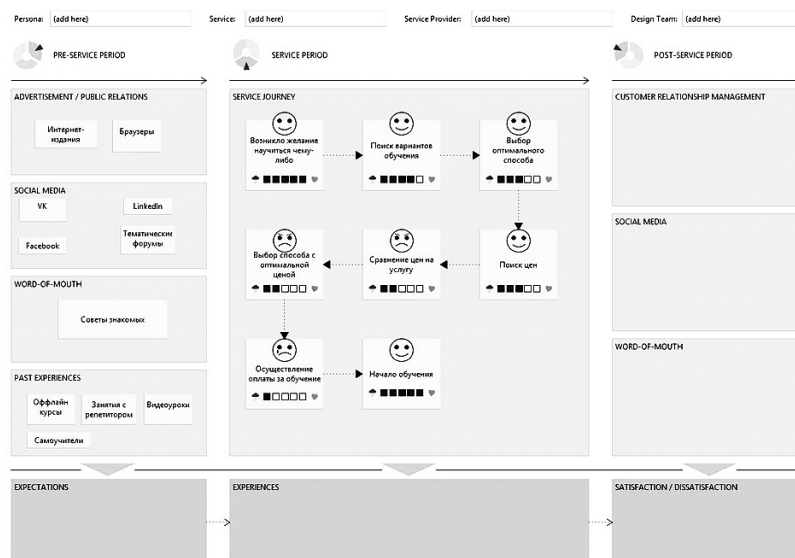 Persona: (add here) Service: (add here) Service Provider: (add here) Design Team: (add here)
PRE-SERVICE PERIOD
SERVICE PERIOD
POST-SERVICE PERIOD
ADVERTISEMENT / PUBLIC RELATIONS
Интернет-
издания
Браузеры
SOCIAL MEDIA
VK
LinkedIn
Facebook
Тематические
форумы
WORD-OF-MOUTH
Советы знакомых
PAST EXPERIENCES
Оффлайн
курсы
Занятия с
репетитором
Видеоуроки
Самоучители
SERVICE JOURNEY
Возникло желание
научиться чему-
либо
Поиск вариантов
обучения
Выбор
оптимального
способа
Выбор способа с
оптимальной
ценой
Сравнение цен на
услугу
Поиск цен
Осуществление
оплаты за обучение
Начало обучения
CUSTOMER RELATIONSHIP MANAGEMENT
SOCIAL MEDIA
WORD-OF-MOUTH
EXPECTATIONS
EXPERIENCES
SATISFACTION / DISSATISFACTION